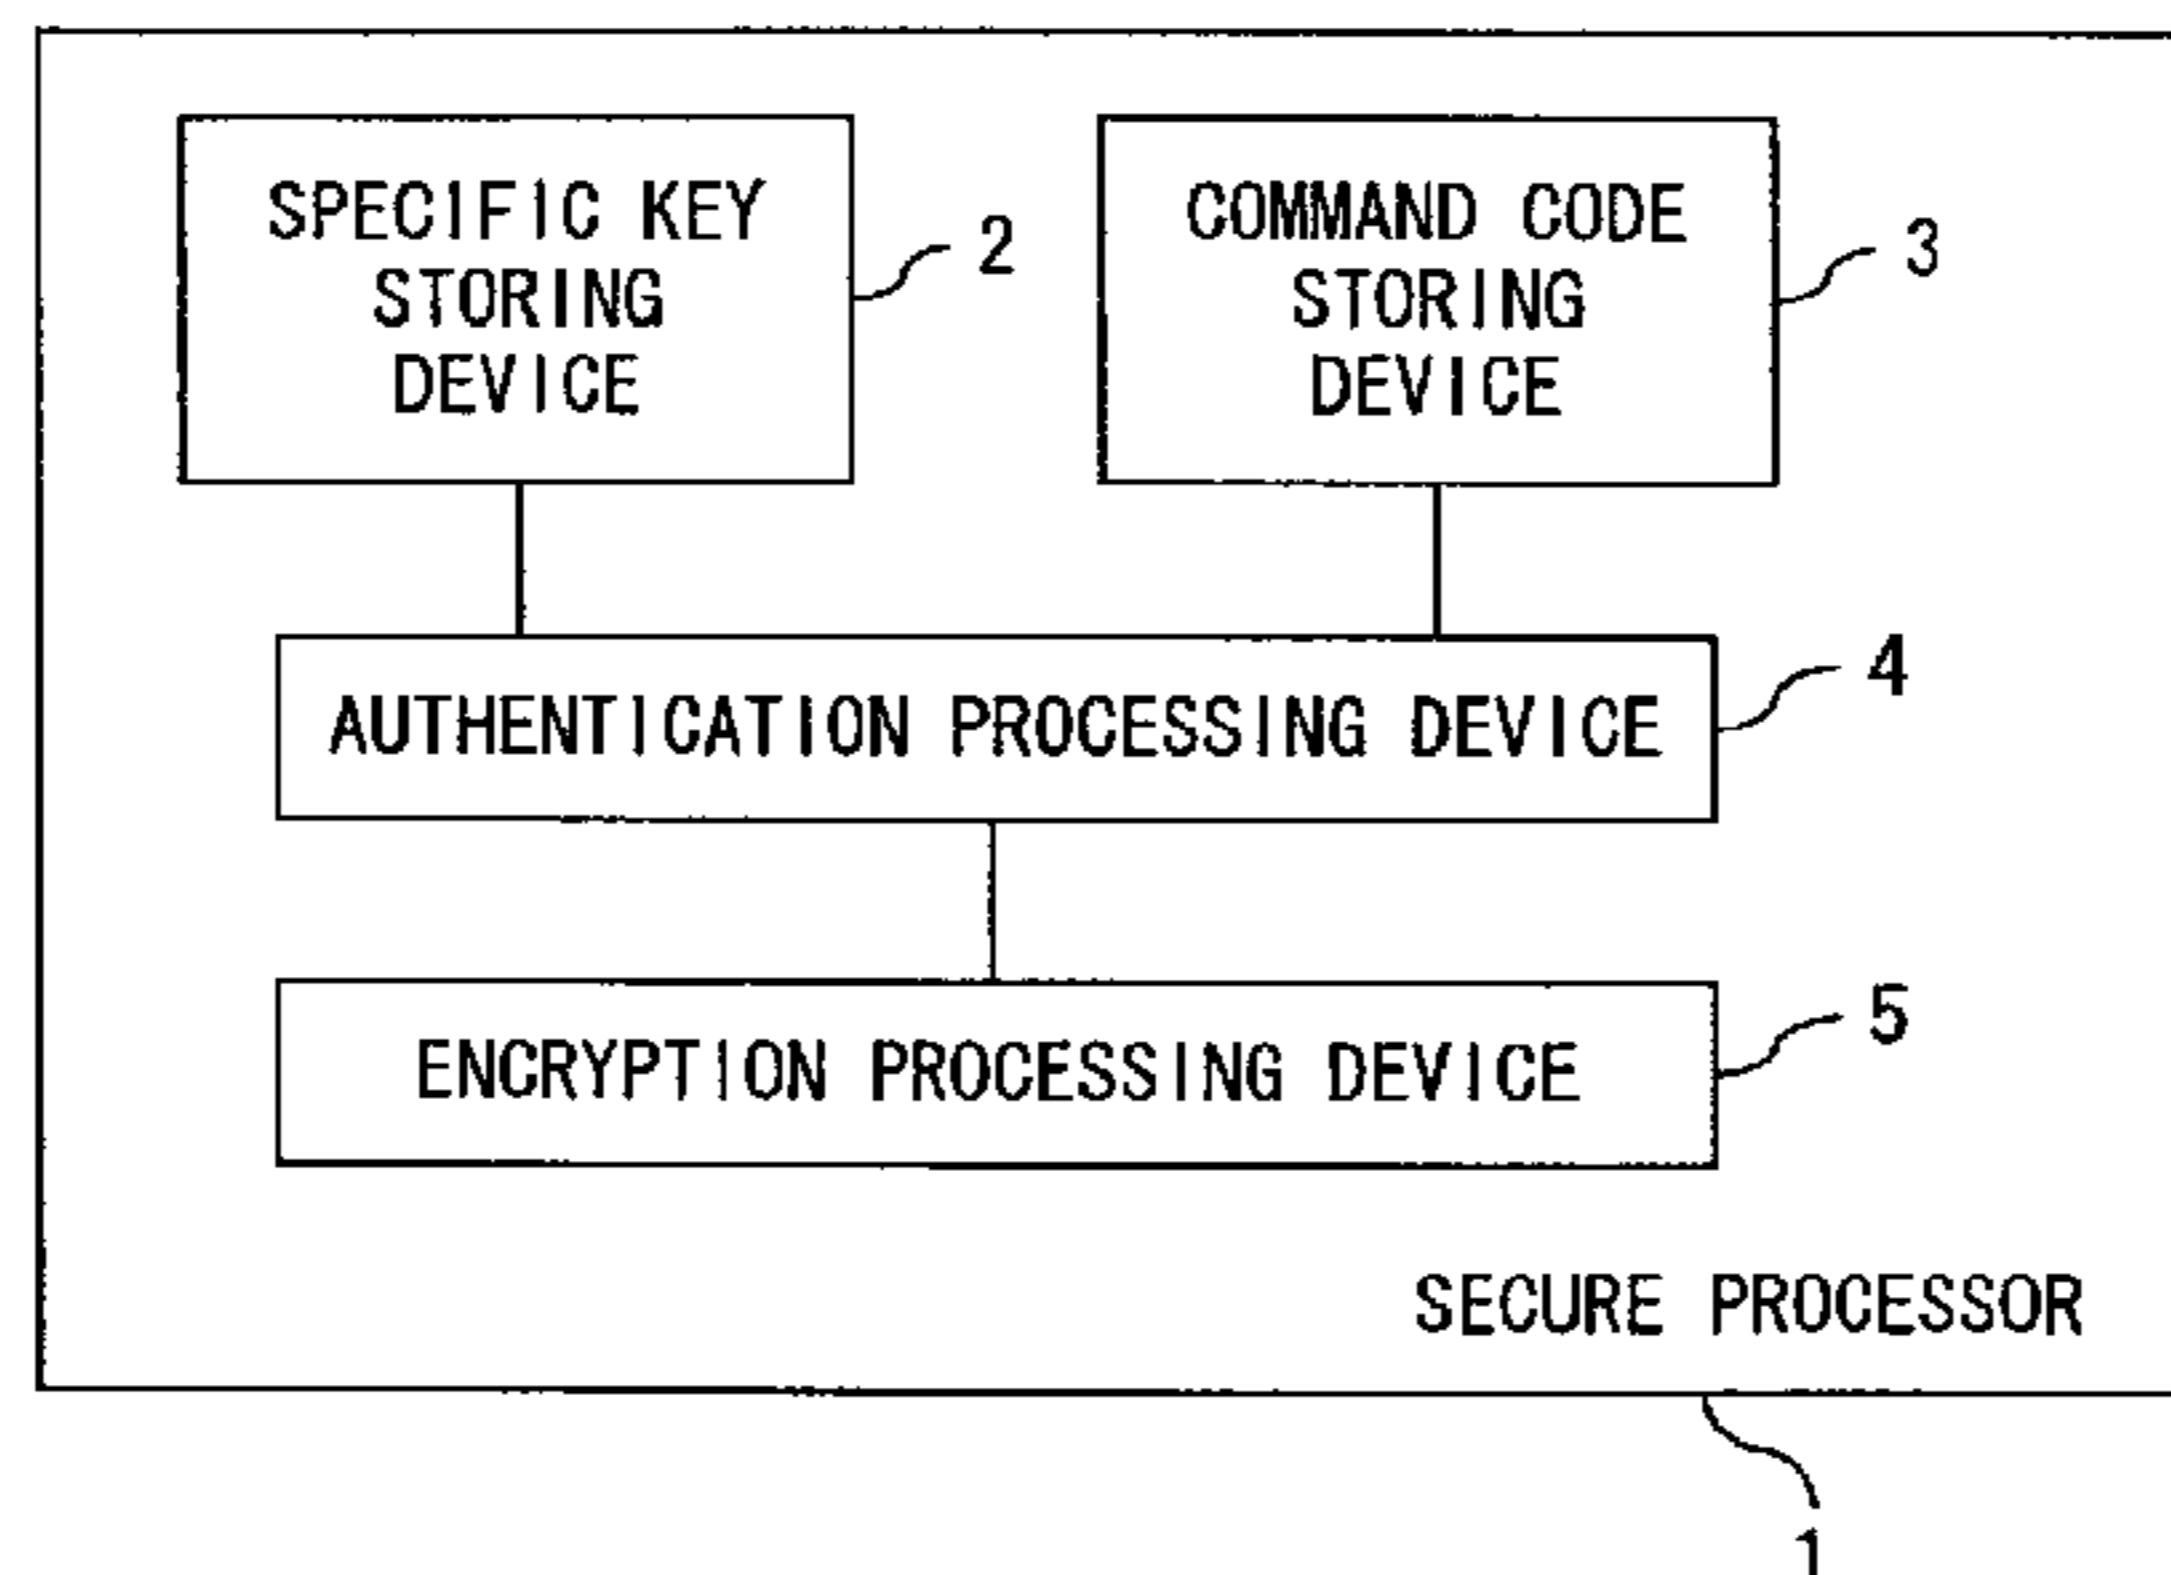 SPECIFIC KEY
STORING
DEVICE
2
COMMAND CODE
STORING
DEVICE
3
AUTHENTICATION PROCESSING DEVICE
4
ENCRYPTION PROCESSING DEVICE
5
SECURE PROCESSOR
1